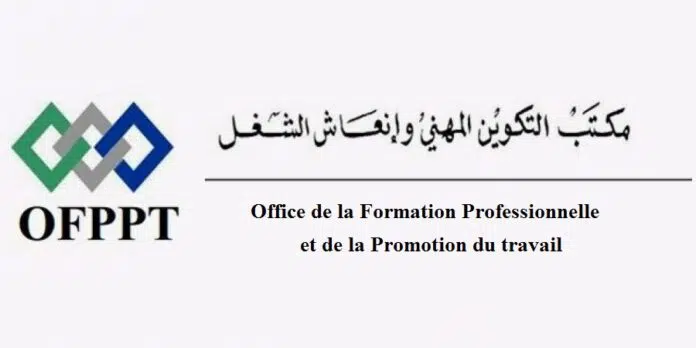 مكتب التكوين المهني وإنعاش الشغل
OFPPT
Office de la Formation Professionnelle
et de la Promotion du travail